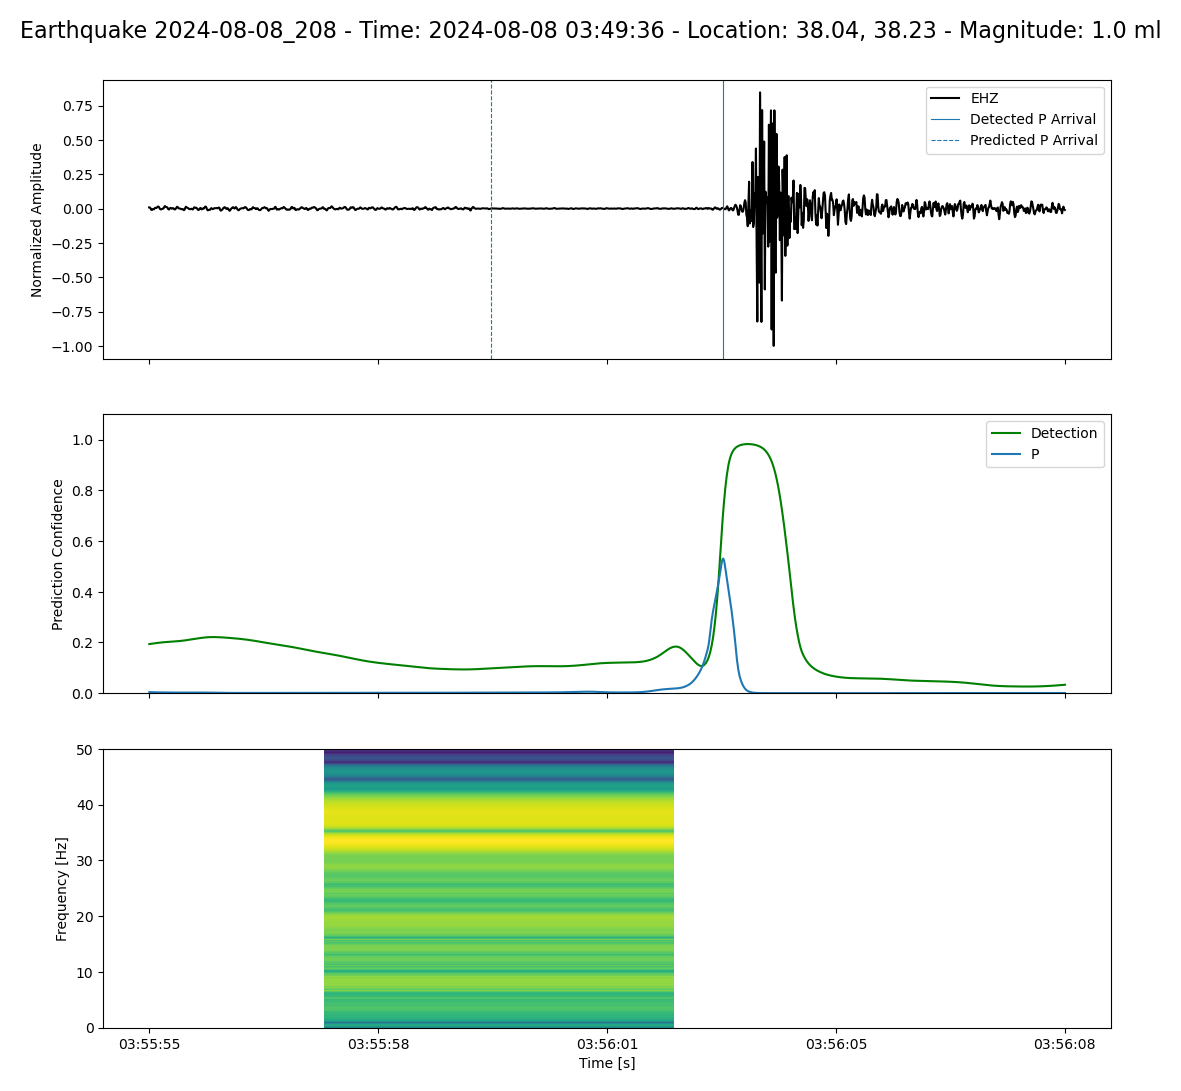 Earthquake 2024-08-08_208 - Time: 2024-08-08 03:49:36 - Location: 38.04, 38.23 - Magnitude: 1.0 ml
EHZ
Detected P Arrival
Predicted P Arrival
0.75
0.50
0.25
0.00
−0.25
−0.50
−0.75
−1.00
Normalized Amplitude
Detection
P
1.0
0.8
0.6
0.4
0.2
0.0
Prediction Confidence
50
40
30
20
10
0
Frequency [Hz]
03:55:55 03:55:58 03:56:01 03:56:05 03:56:08
Time [s]